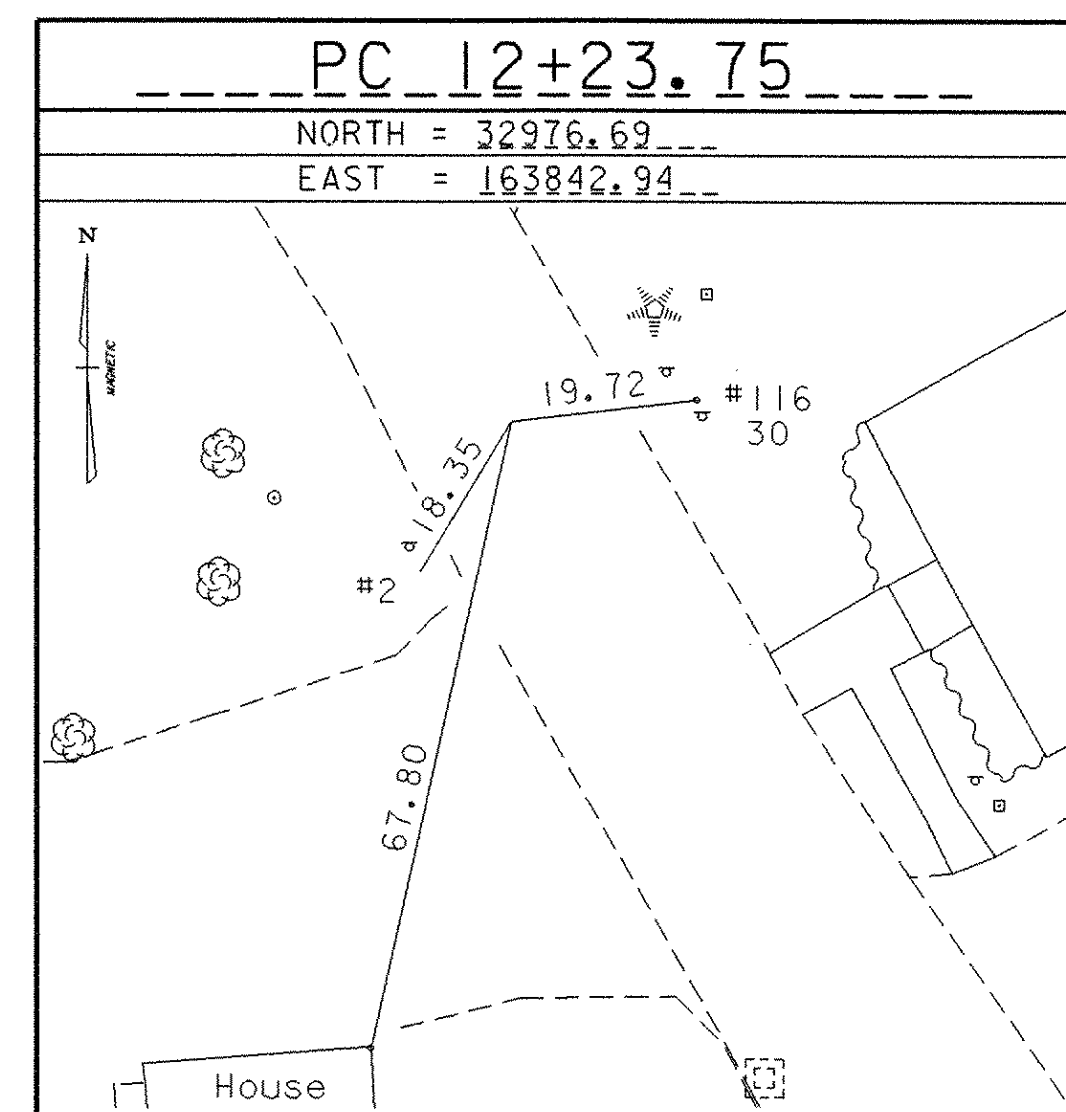 PC 12+23.75
NORTH = 32976.69
EAST = 163842.94
N
MAGNETIC
19.72
#116
30
18.35
#2
67.80
House